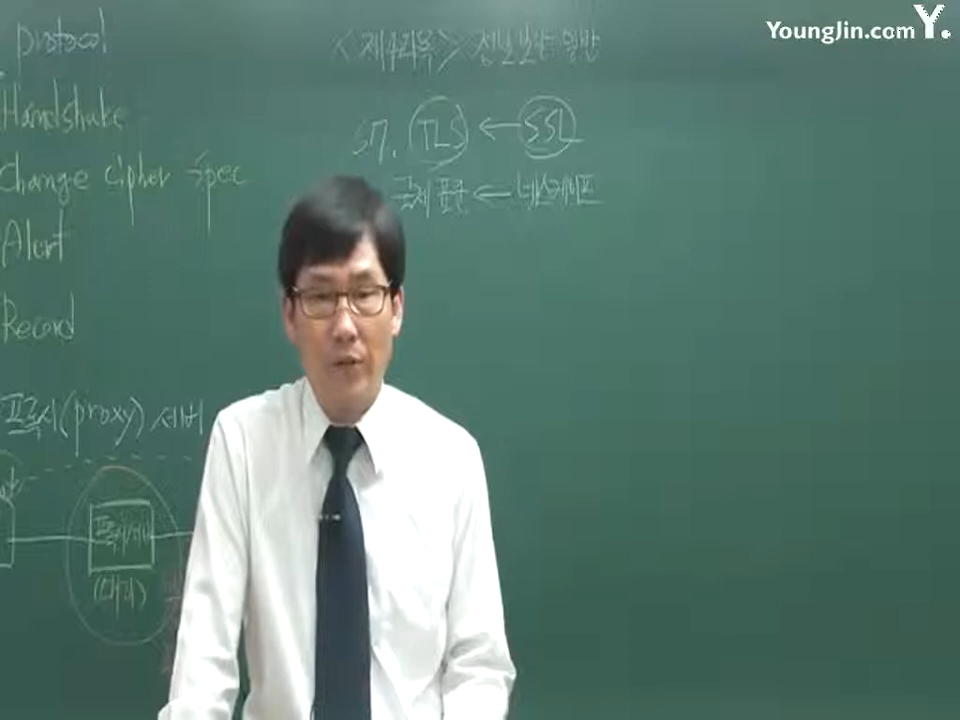 YoungJin.com Y.
protocol
Handshake
Change cipher spec
Alert
Record
프록시(proxy) 서버
프록시서버
(대리)
<제4과목> 정보보안 일반
57. TLS ← SSL
국제 표준 ← 넷스케이프